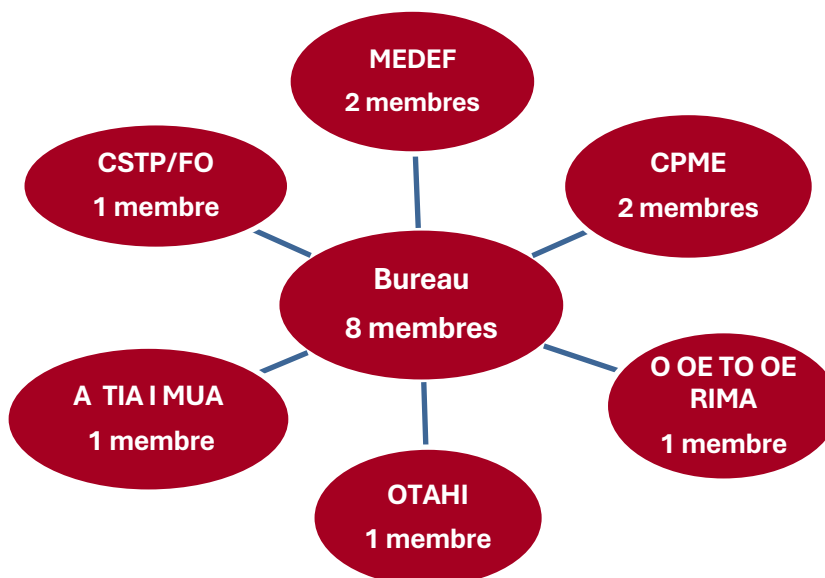 MEDEF
2 membres
CSTP/FO
1 membre
CPME
2 membres
Bureau
8 membres
A TIA I MUA
1 membre
O OE TO OE
RIMA
1 membre
OTAHI
1 membre